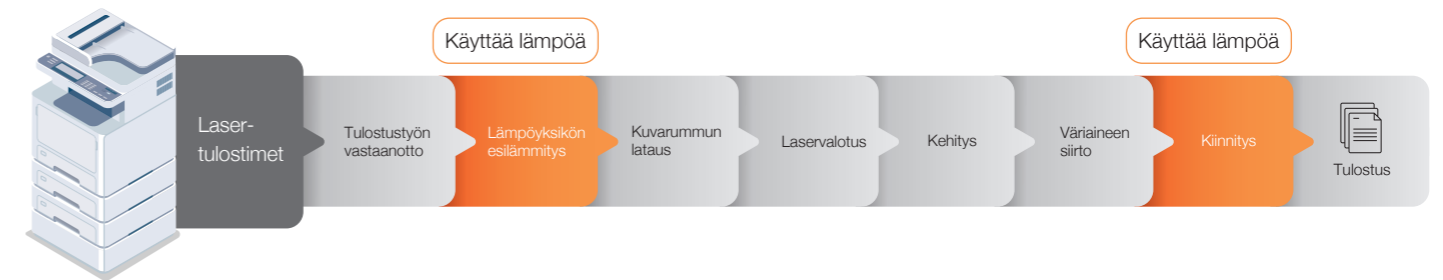 Käyttää lämpöä
Käyttää lämpöä
Laser-
tulostimet
Tulostustyön
vastaanotto
Lämpöyksikön
esilämmitys
Kuvarummun
lataus
Laservalotus
Kehitys
Väriaineen
siirto
Kiinnitys
Tulostus